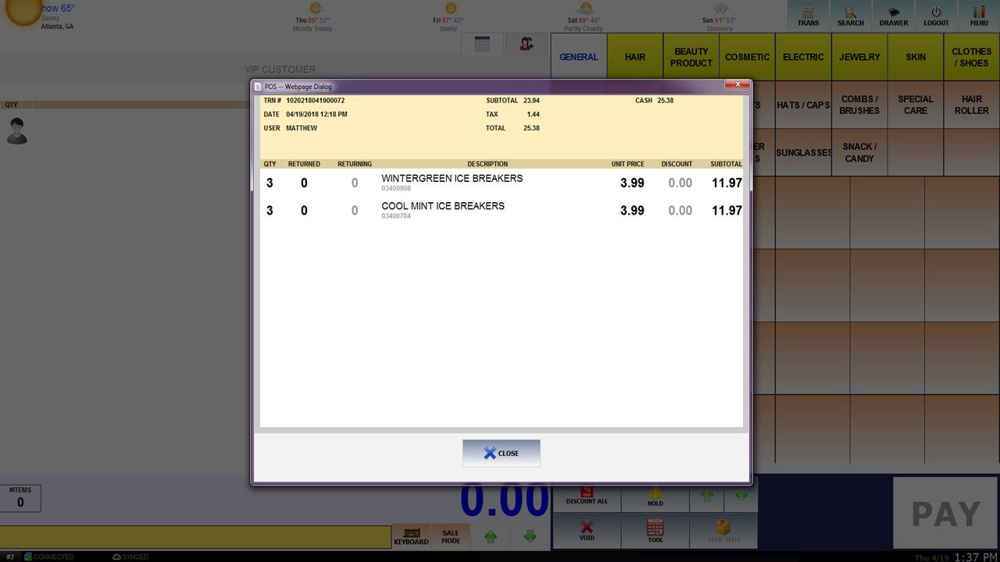 now 65°
Sunny
Atlanta, GA
Thu 69° 52°
Mostly Sunny
Fri 67° 42°
Sunny
Sat 69° 46°
Partly Cloudy
Sun 61° 53°
Showers
TRANS
SEARCH
DRAWER
LOGOUT
MENU
GENERAL
HAIR
BEAUTY
PRODUCT
COSMETIC
ELECTRIC
JEWELRY
SKIN
CLOTHES
/ SHOES
VIP CUSTOMER
POS -- Webpage Dialog
TRN # 1020218041900072
SUBTOTAL 23.94
CASH 25.38
DATE 04/19/2018 12:18 PM
TAX 1.44
USER MATTHEW
TOTAL 25.38
QTY
HATS / CAPS
COMBS /
BRUSHES
SPECIAL
CARE
HAIR
ROLLER
SUNGLASSES
SNACK /
CANDY
QTY RETURNED RETURNING DESCRIPTION UNIT PRICE DISCOUNT SUBTOTAL
3 0 0 WINTERGREEN ICE BREAKERS 3.99 0.00 11.97
03400908
3 0 0 COOL MINT ICE BREAKERS 3.99 0.00 11.97
03400704
CLOSE
#ITEMS
0
0.00
KEYBOARD
SALE
MODE
DISCOUNT ALL
HOLD
VOID
TOOL
TEMP ITEM
PAY
#2 CONNECTED SYNCED
Thu 4/19 1:37 PM